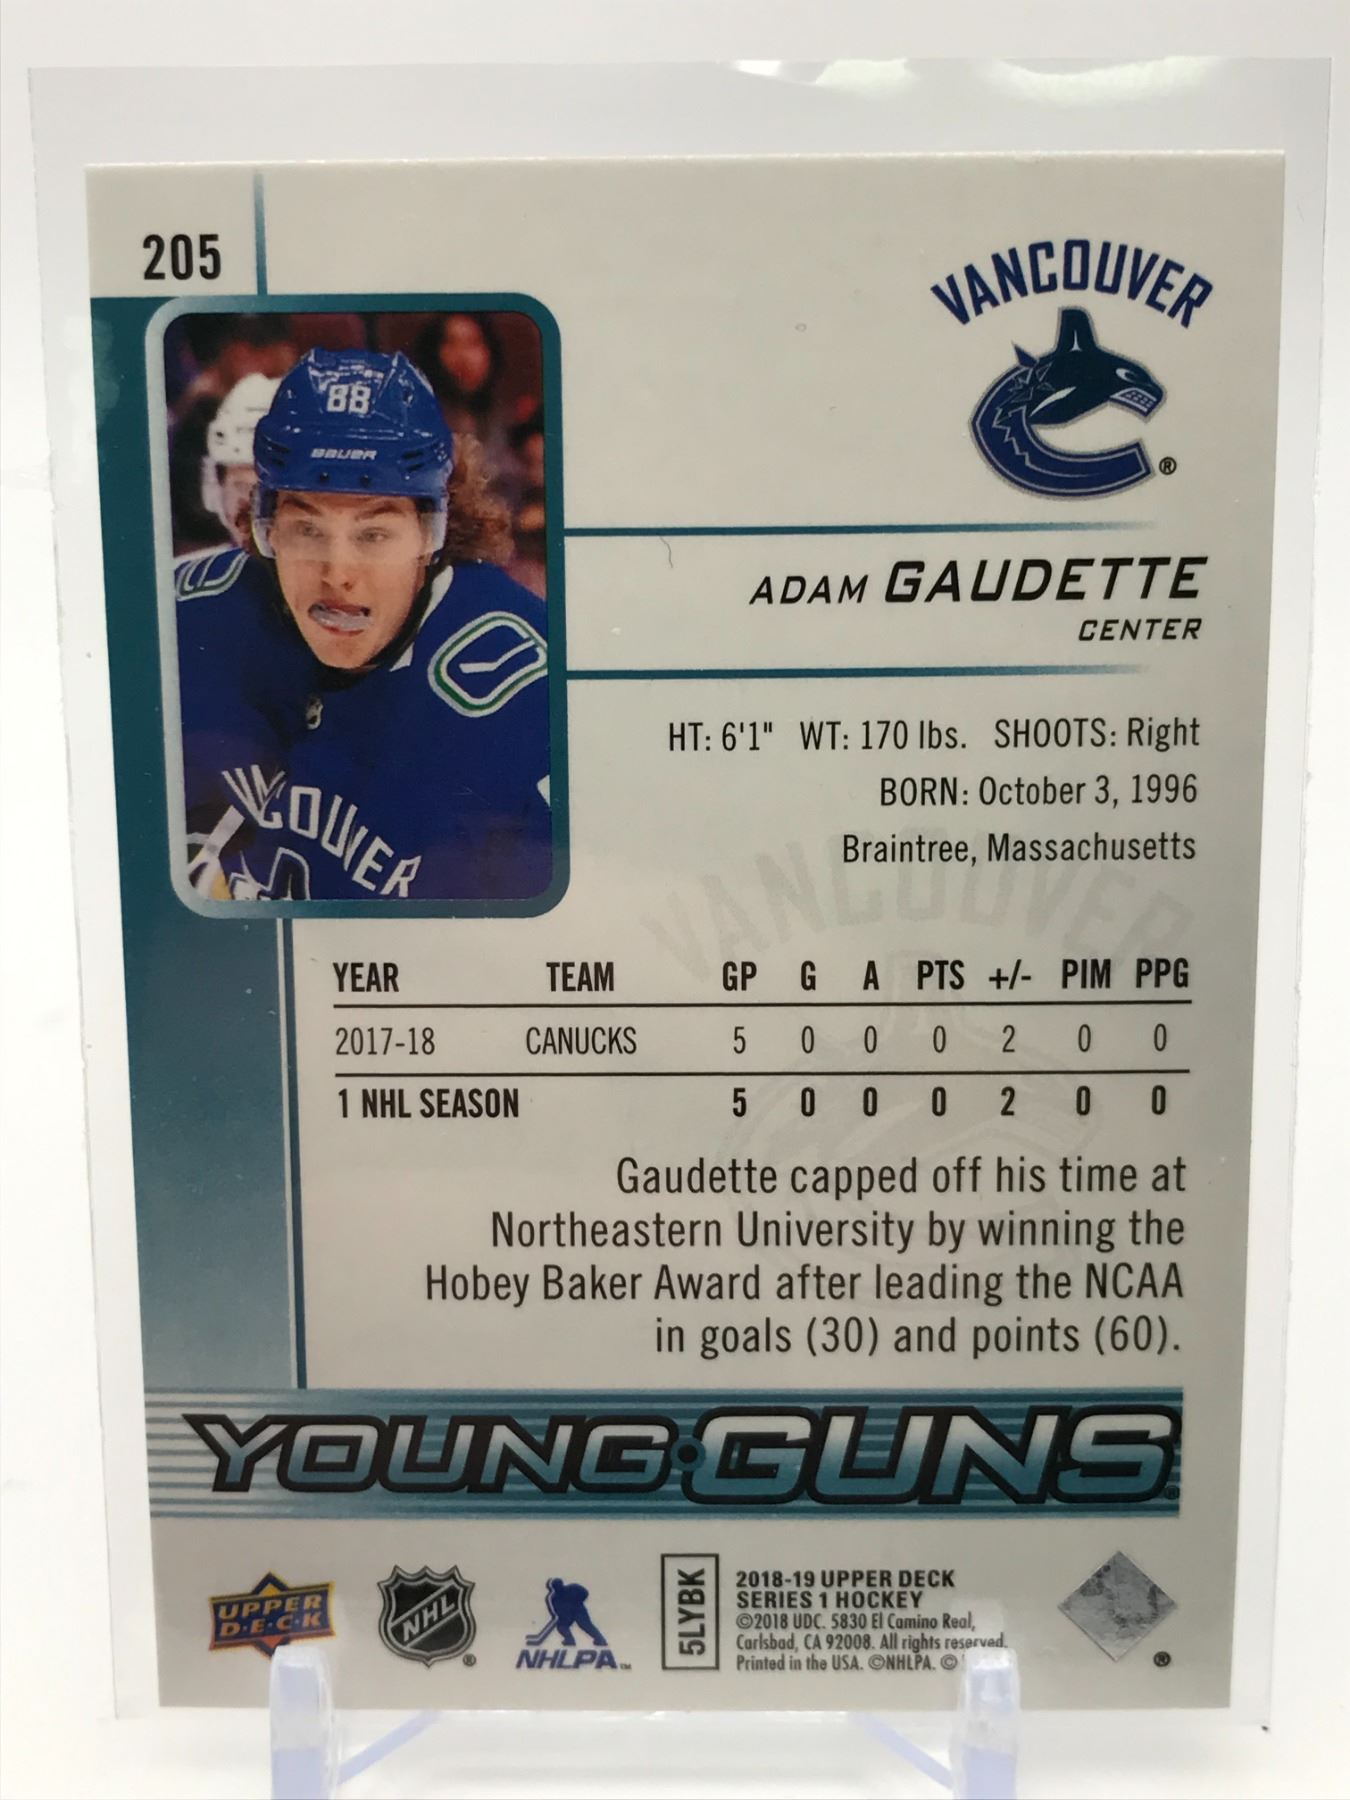 205
VANCOUVER
®
88
BAUER
VANCOUVER
ADAM GAUDETTE
CENTER
HT: 6'1" WT: 170 lbs. SHOOTS: Right
BORN: October 3, 1996
Braintree, Massachusetts
VANCOUVER
YEAR TEAM GP G A PTS +/- PIM PPG
2017-18 CANUCKS 5 0 0 0 2 0 0
1 NHL SEASON 5 0 0 0 2 0 0
Gaudette capped off his time at
Northeastern University by winning the
Hobey Baker Award after leading the NCAA
in goals (30) and points (60).
YOUNG·GUNS®
UPPER
D·E·C·K
NHL®
NHLPA™
5LYBK
2018-19 UPPER DECK
SERIES 1 HOCKEY
©2018 UDC. 5830 El Camino Real,
Carlsbad, CA 92008. All rights reserved.
Printed in the USA. ©NHLPA. ©
®